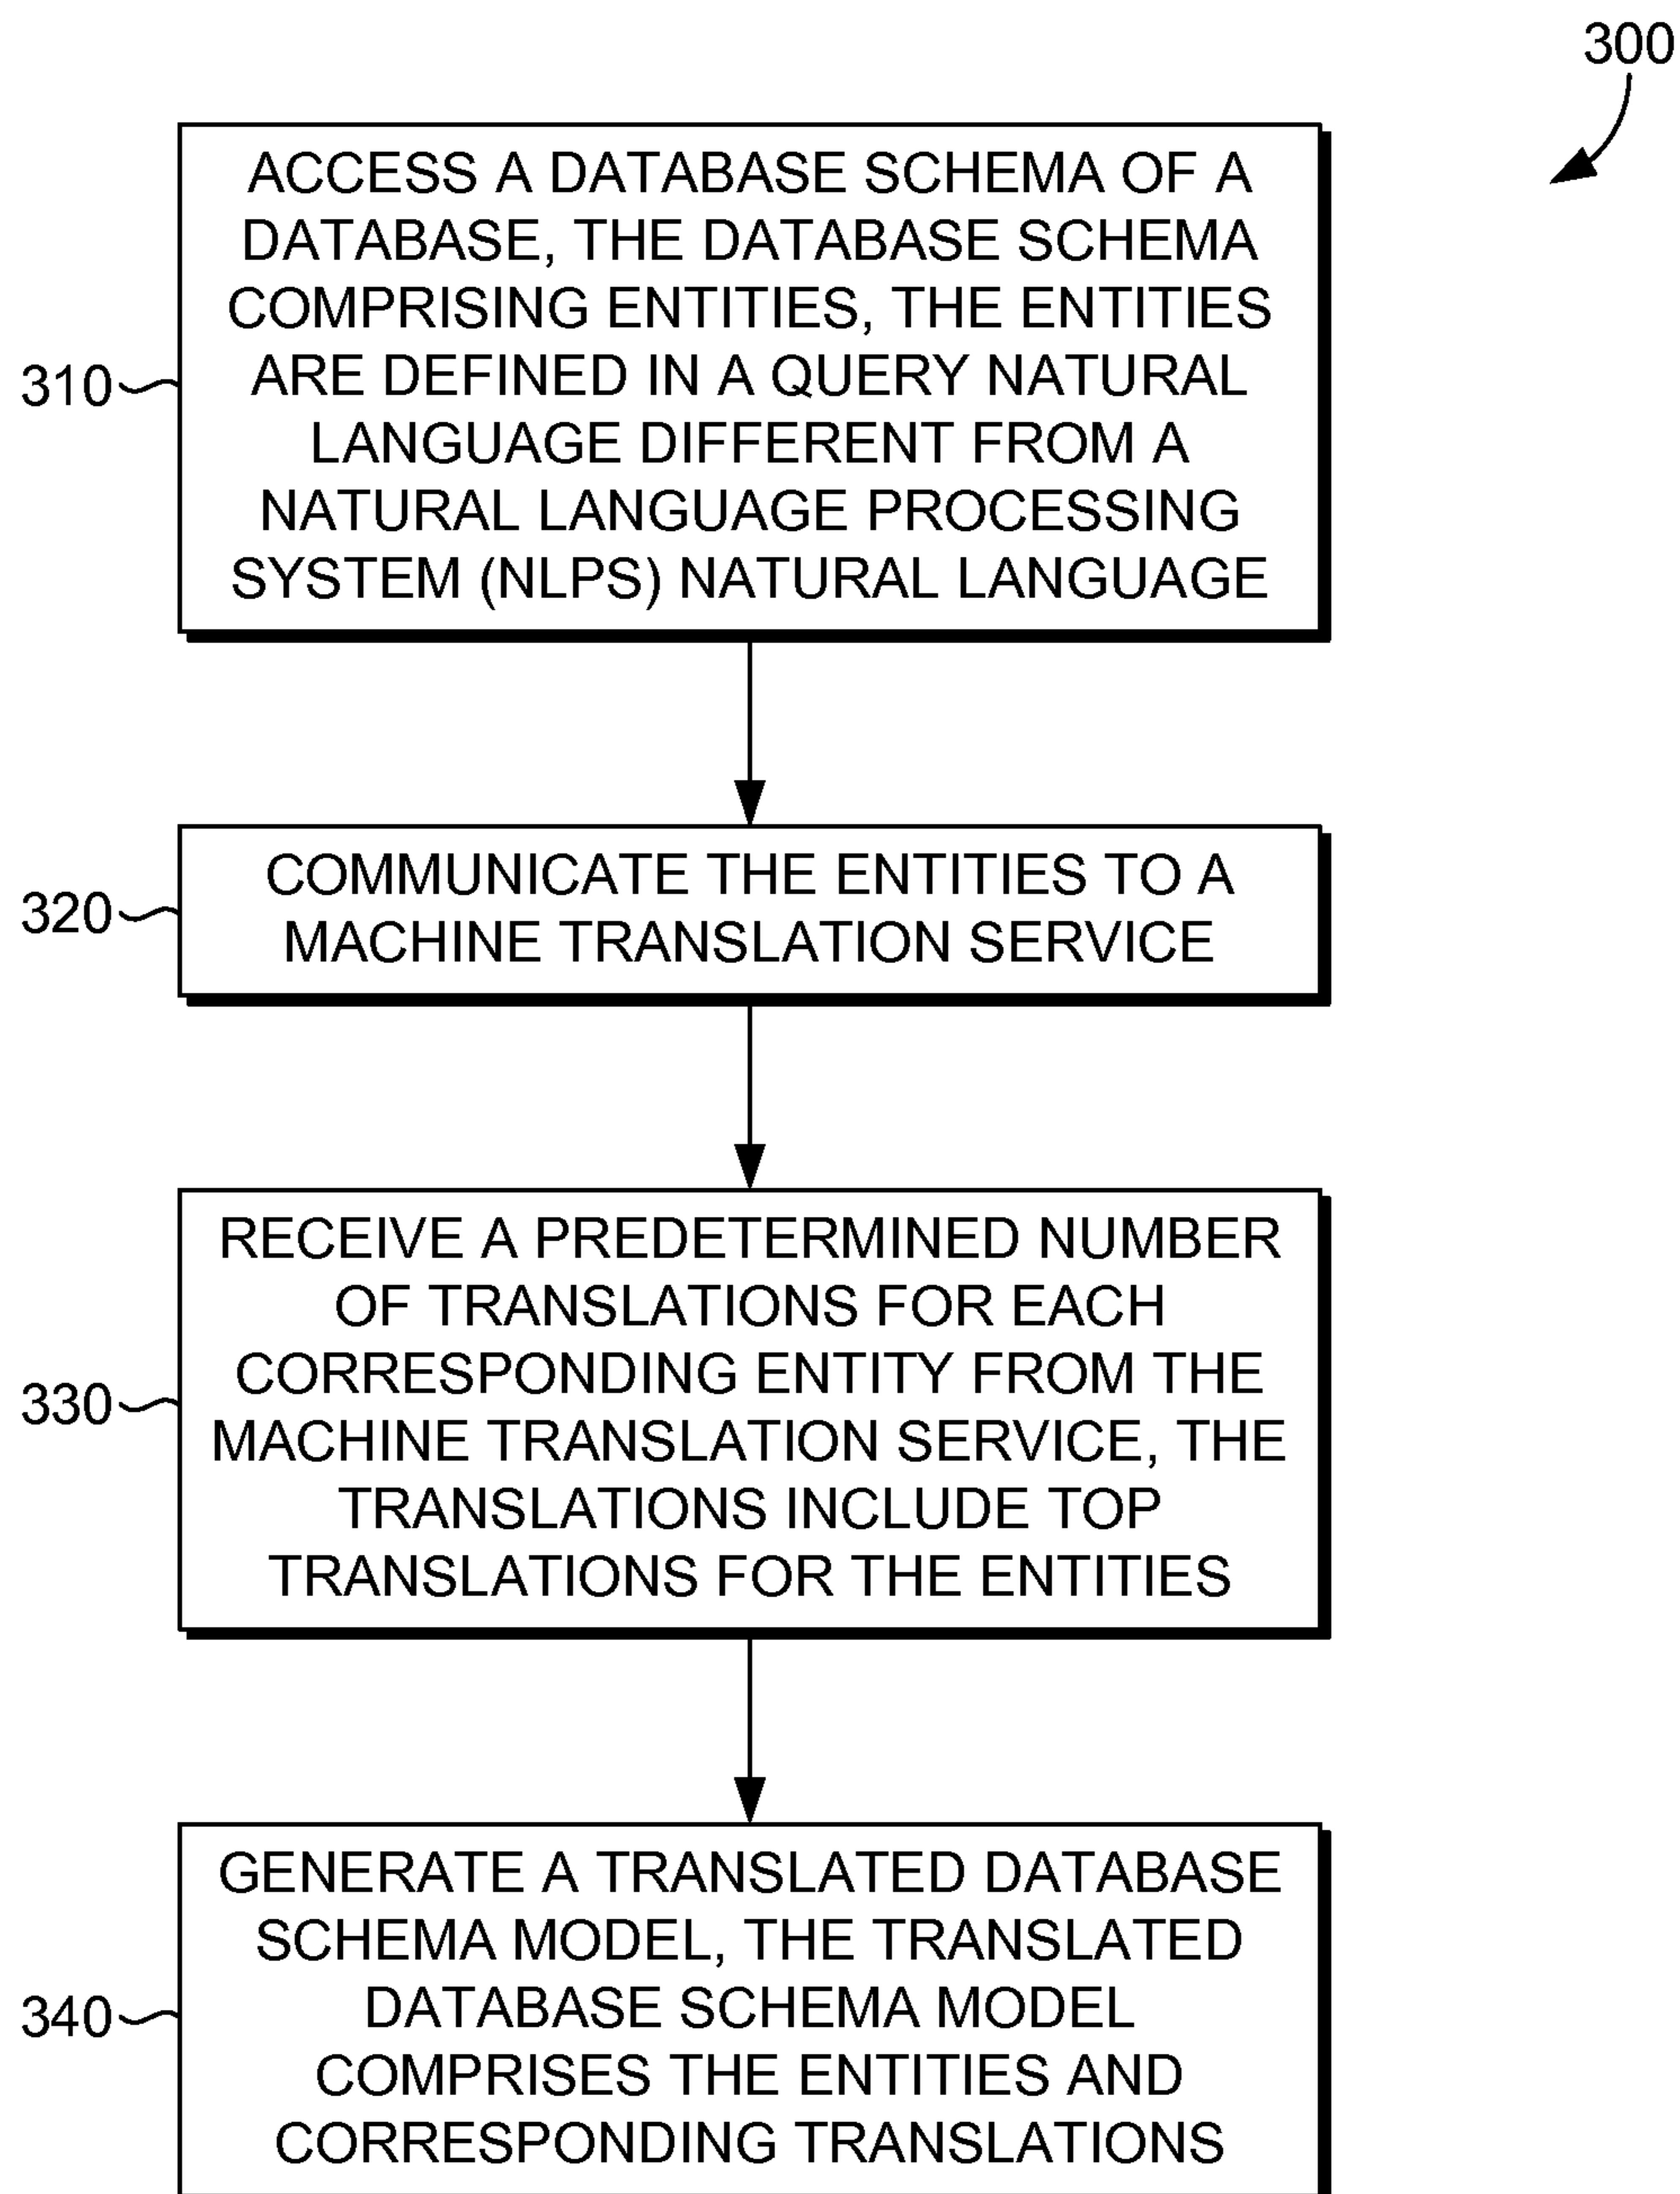 300
ACCESS A DATABASE SCHEMA OF A
DATABASE, THE DATABASE SCHEMA
COMPRISING ENTITIES, THE ENTITIES
ARE DEFINED IN A QUERY NATURAL
LANGUAGE DIFFERENT FROM A
NATURAL LANGUAGE PROCESSING
SYSTEM (NLPS) NATURAL LANGUAGE
310
COMMUNICATE THE ENTITIES TO A
MACHINE TRANSLATION SERVICE
320
RECEIVE A PREDETERMINED NUMBER
OF TRANSLATIONS FOR EACH
CORRESPONDING ENTITY FROM THE
MACHINE TRANSLATION SERVICE, THE
TRANSLATIONS INCLUDE TOP
TRANSLATIONS FOR THE ENTITIES
330
GENERATE A TRANSLATED DATABASE
SCHEMA MODEL, THE TRANSLATED
DATABASE SCHEMA MODEL
COMPRISES THE ENTITIES AND
CORRESPONDING TRANSLATIONS
340